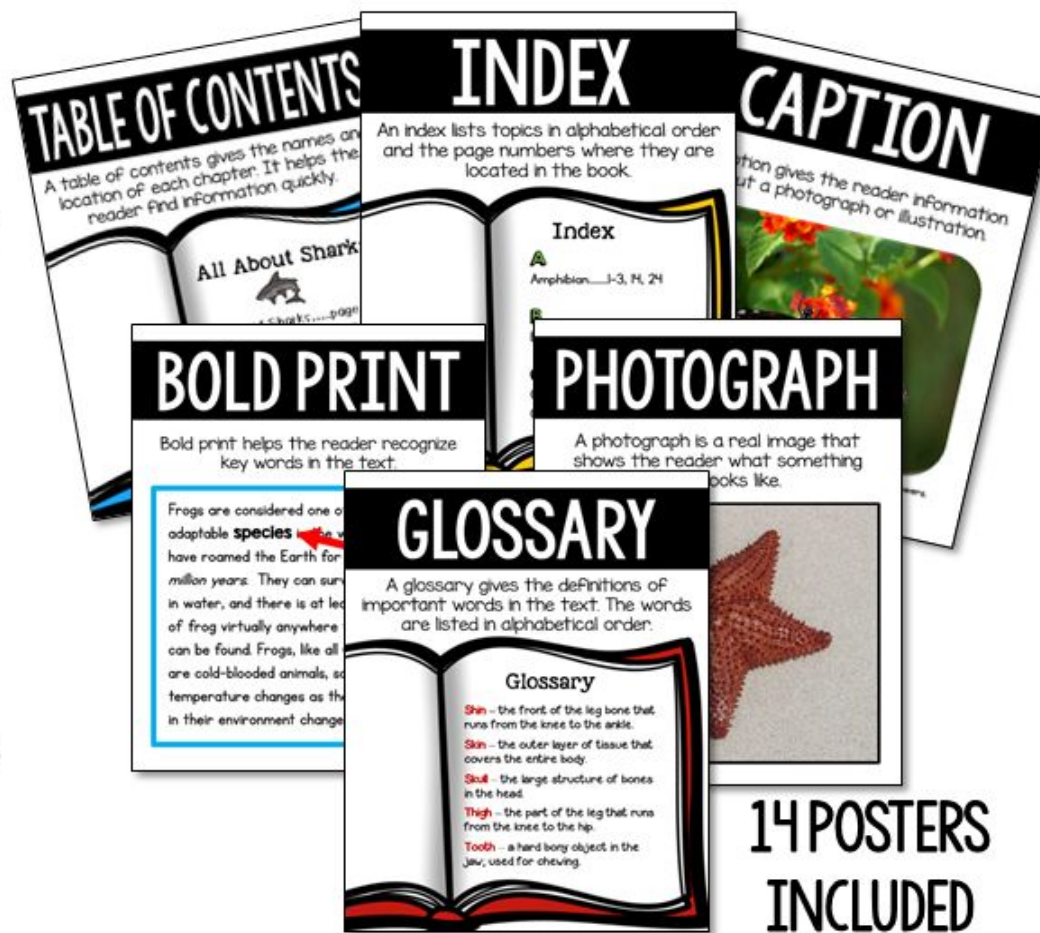 TABLE OF CONTENTS
A table of contents gives the names
location of each chapter. It helps the
reader find information quickly.
All About
INDEX
An index lists topics in alphabetical order
and the page numbers where they are
located in the book.
Index
A
Amphibian......1-3, 14, 24
CAPTION
gives the reader information
a photograph or illustration.
BOLD PRINT
Bold print helps the reader recognize
key words in the text.
Frogs are considered one
adaptable species
have roamed the Earth for
million years. They can
in water, and there is at
of frog virtually anywhere
can be found. Frogs, like all
are cold-blooded animals,
temperature changes as
in their environment
PHOTOGRAPH
A photograph is a real image that
shows the reader what something
like.
GLOSSARY
A glossary gives the definitions of
important words in the text. The words
are listed in alphabetical order.
Glossary
Shin – the front of the leg bone that
runs from the knee to the ankle.
Skin – the outer layer of tissue that
covers the entire body.
Skull – the large structure of bones
in the head.
Thigh – the part of the leg that runs
from the knee to the hip.
Tooth – a hard bony object in the
jaw; used for chewing.
14 POSTERS
INCLUDED